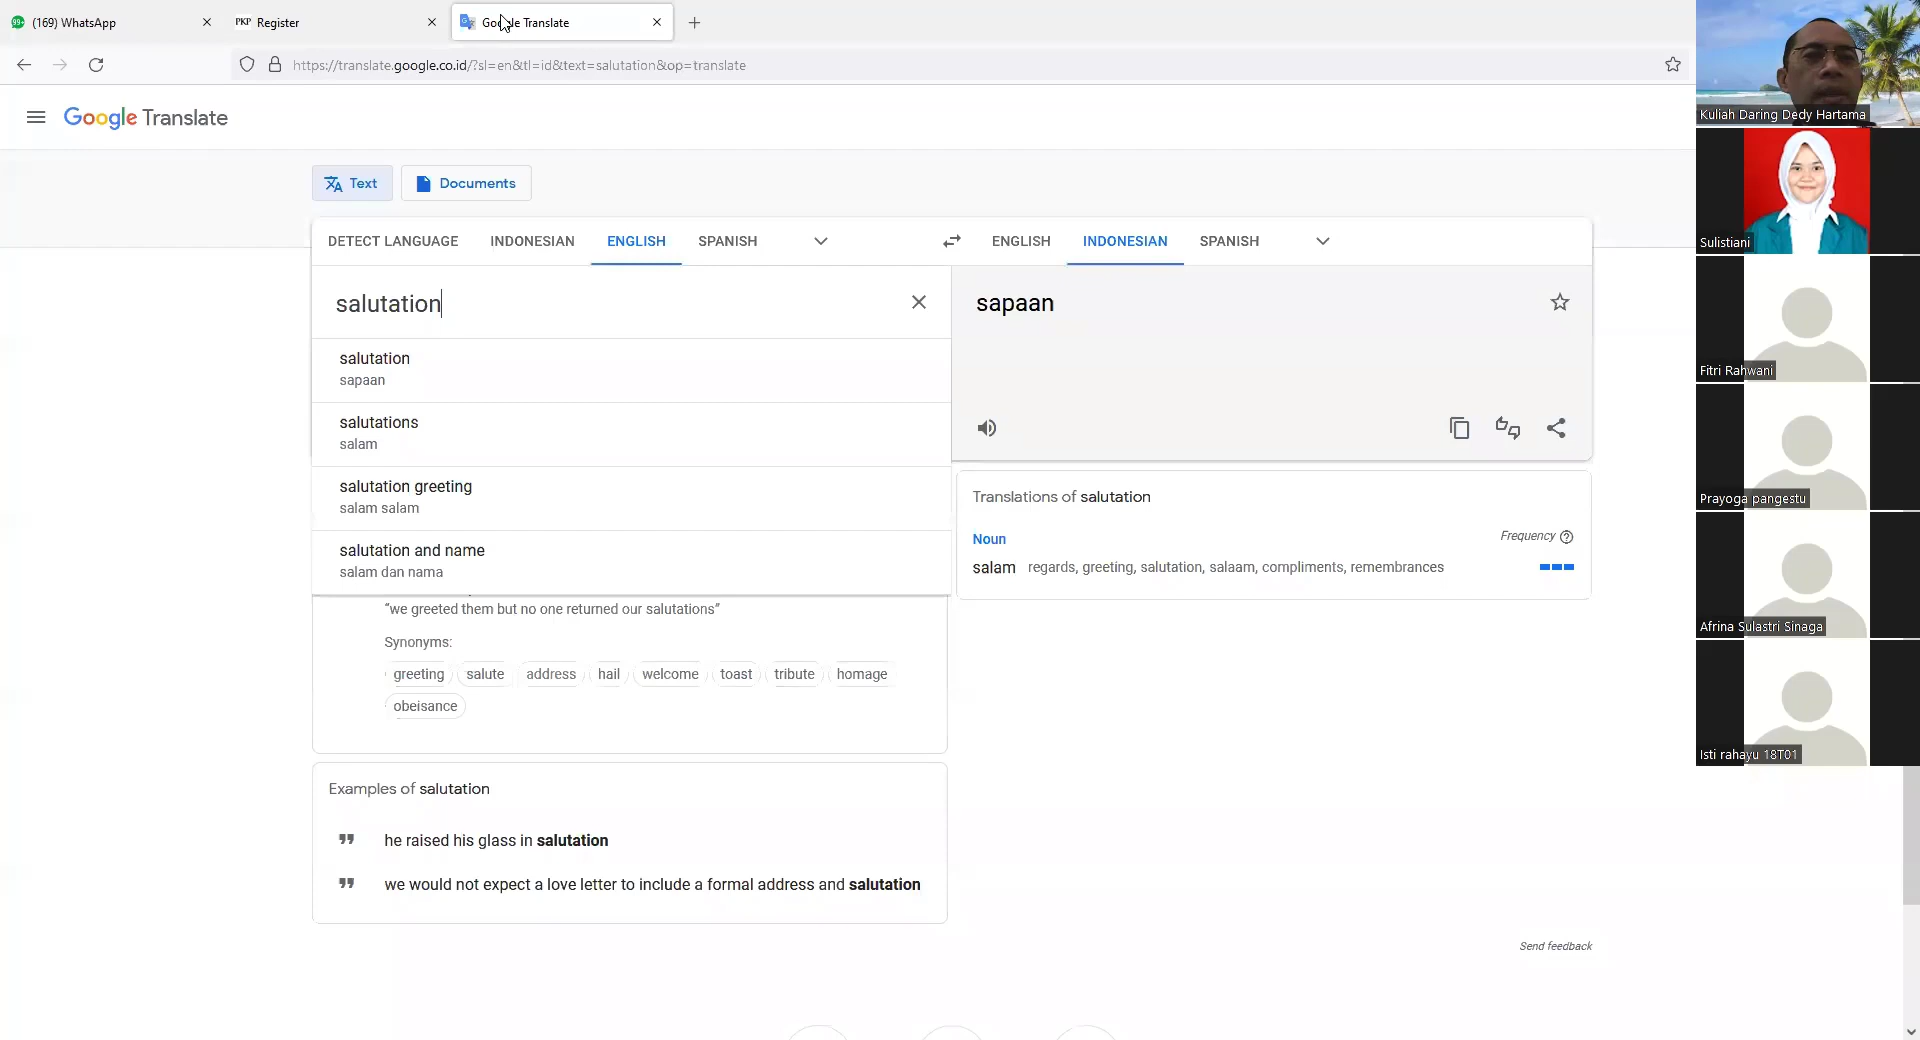 99+ (169) WhatsApp
PKP Register
Google Translate
https://translate.google.co.id/?sl=en&tl=id&text=salutation&op=translate
Google Translate
Text
Documents
DETECT LANGUAGE INDONESIAN ENGLISH SPANISH
ENGLISH INDONESIAN SPANISH
salutation
sapaan
salutation
sapaan
salutations
salam
salutation greeting
salam salam
salutation and name
salam dan nama
“we greeted them but no one returned our salutations”
Synonyms:
greeting salute address hail welcome toast tribute homage
obeisance
Translations of salutation
Noun Frequency
salam regards, greeting, salutation, salaam, compliments, remembrances
Examples of salutation
he raised his glass in salutation
we would not expect a love letter to include a formal address and salutation
Send feedback
Kuliah Daring Dedy Hartama
Sulistiani
Fitri Rahwani
Prayoga pangestu
Afrina Sulastri Sinaga
Isti rahayu 18T01